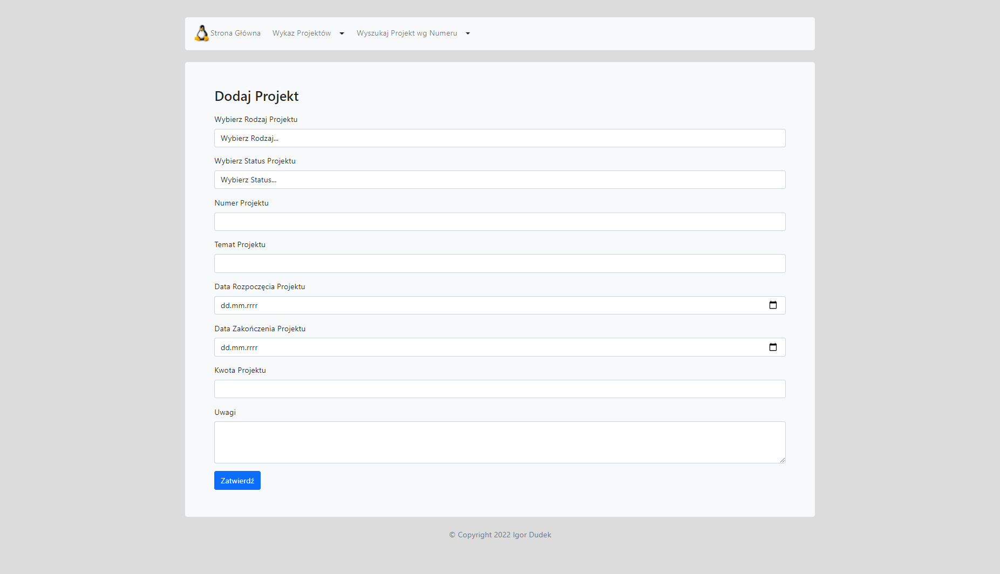 Strona Główna Wykaz Projektów Wyszukaj Projekt wg Numeru
Dodaj Projekt
Wybierz Rodzaj Projektu
Wybierz Rodzaj...
Wybierz Status Projektu
Wybierz Status...
Numer Projektu
Temat Projektu
Data Rozpoczęcia Projektu
dd.mm.rrrr
Data Zakończenia Projektu
dd.mm.rrrr
Kwota Projektu
Uwagi
Zatwierdź
© Copyright 2022 Igor Dudek